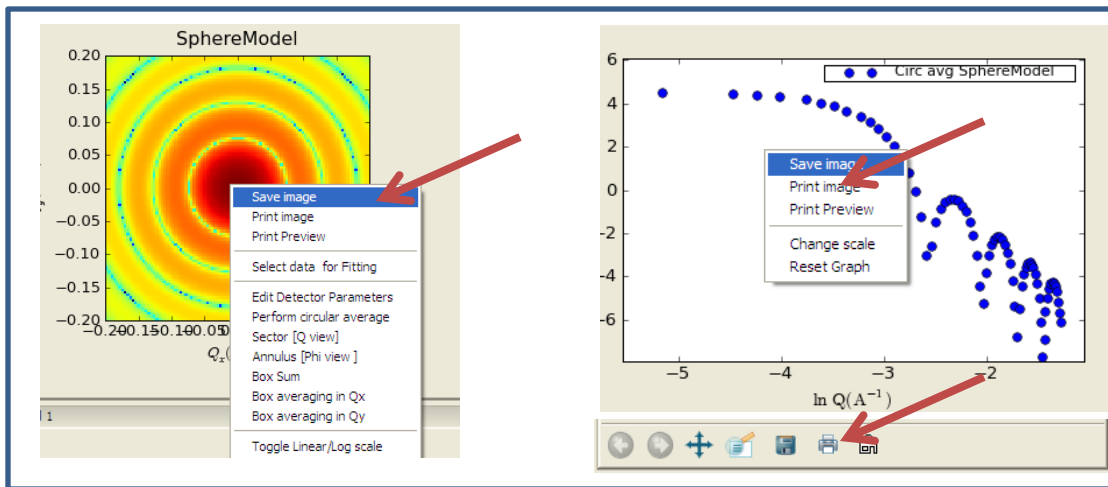 SphereModel
0.20
0.15
0.10
0.05
0.00
−0.05
−0.10
−0.15
−0.20
−0.20
Save image
Print image
Print Preview
Select data for Fitting
Edit Detector Parameters
Perform circular average
Sector [Q view]
Annulus [Phi view ]
Box Sum
Box averaging in Qx
Box averaging in Qy
Toggle Linear/Log scale
1
6
4
2
0
−2
−4
−6
Circ avg SphereModel
Save image
Print image
Print Preview
Change scale
Reset Graph
−5 −4 −3 −2
ln Q(A⁻¹)